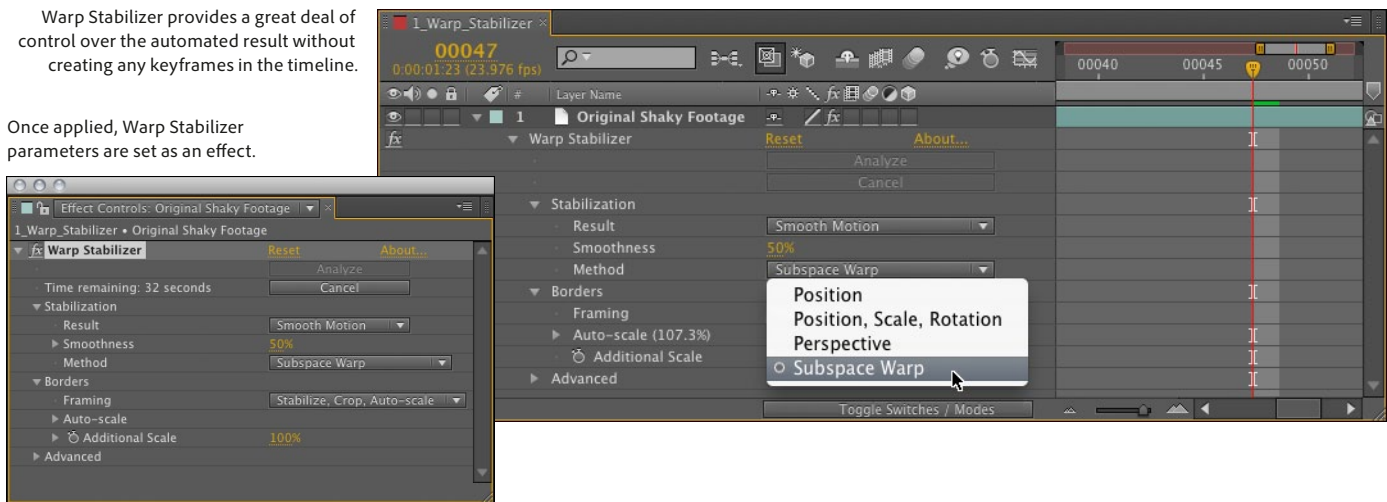 Warp Stabilizer provides a great deal of
control over the automated result without
creating any keyframes in the timeline.
Once applied, Warp Stabilizer
parameters are set as an effect.
Effect Controls: Original Shaky Footage
1_Warp_Stabilizer • Original Shaky Footage
fx Warp Stabilizer Reset About...
Analyze
Time remaining: 32 seconds Cancel
Stabilization
Result Smooth Motion
Smoothness 50%
Method Subspace Warp
Borders
Framing Stabilize, Crop, Auto-scale
Auto-scale
Additional Scale 100%
Advanced
1_Warp_Stabilizer
00047
0:00:01:23 (23.976 fps)
00040 00045 00050
# Layer Name fx
1 Original Shaky Footage fx
fx Warp Stabilizer Reset About...
Analyze
Cancel
Stabilization
Result Smooth Motion
Smoothness 50%
Method Subspace Warp
Borders
Framing
Auto-scale (107.3%)
Additional Scale
Advanced
Position
Position, Scale, Rotation
Perspective
Subspace Warp
Toggle Switches / Modes